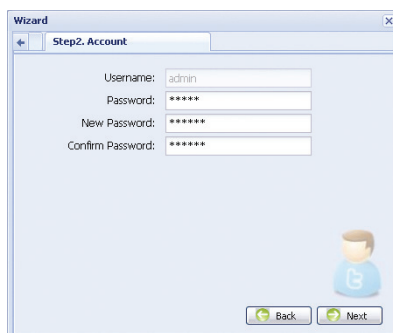 Wizard
Step2. Account
Username: admin
Password: *****
New Password: ******
Confirm Password: ******
Back Next